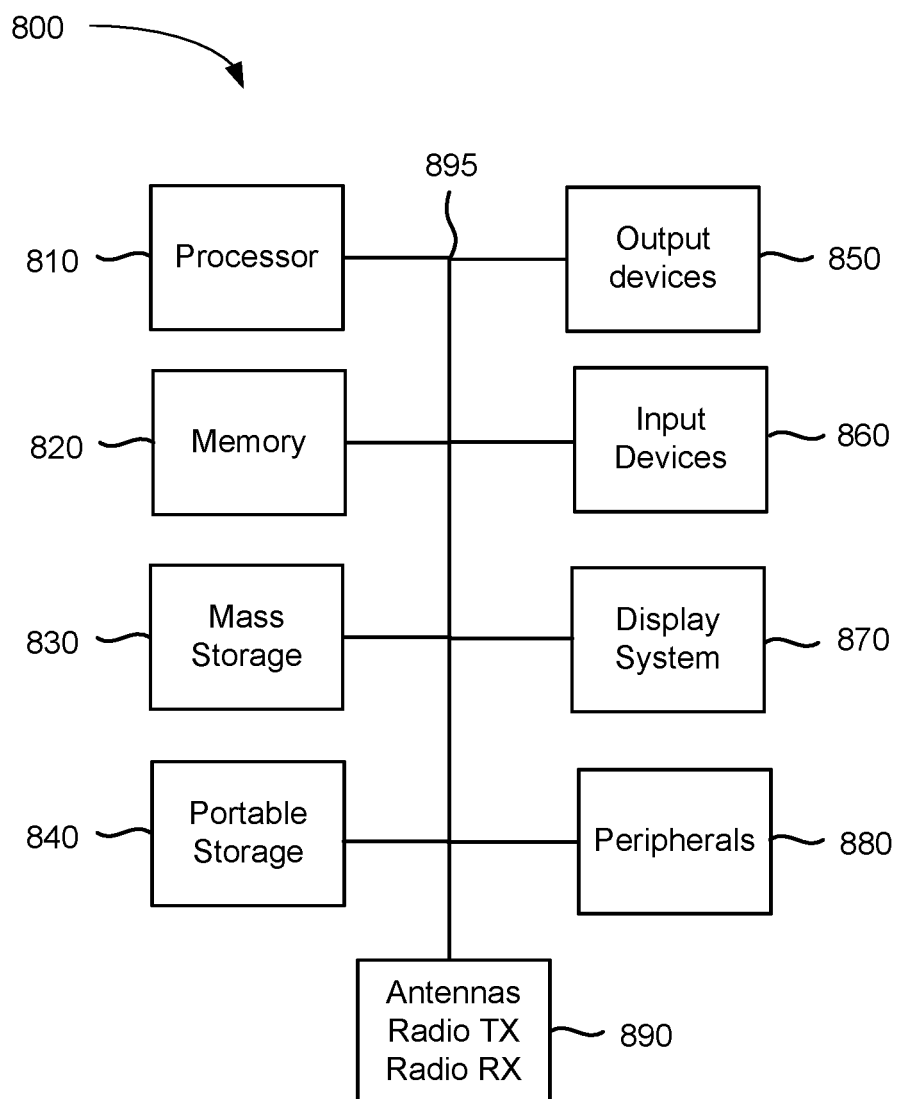 800
895
810
Processor
Output
devices
850
820
Memory
Input
Devices
860
830
Mass
Storage
Display
System
870
840
Portable
Storage
Peripherals
880
Antennas
Radio TX
Radio RX
890